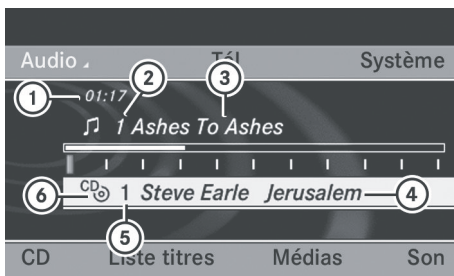 Audio Tél Système
1 2 3
01:17
1 Ashes To Ashes
6 CD 1 Steve Earle Jerusalem 4
5
CD Liste titres Médias Son